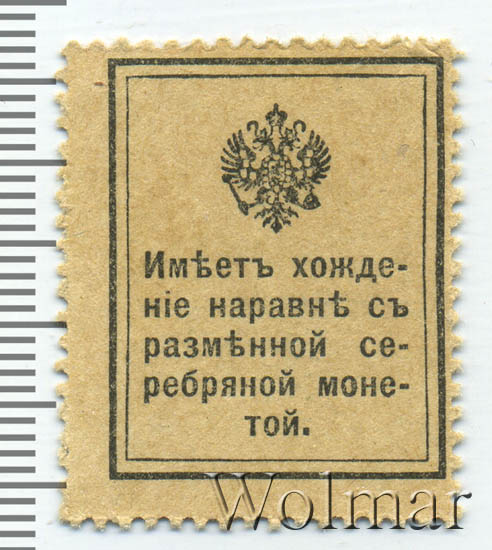 Имѣетъ хожде-
ніе наравнѣ съ
размѣнной се-
ребряной моне-
той.
Wolmar